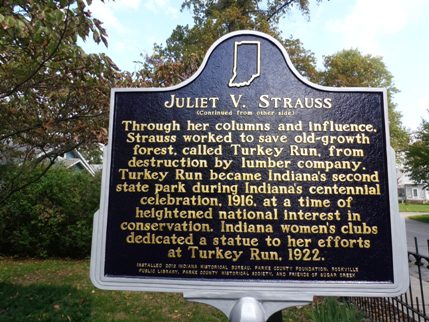 JULIET V. STRAUSS
(Continued from other side)
Through her columns and influence,
Strauss worked to save old-growth
forest, called Turkey Run, from
destruction by lumber company.
Turkey Run became Indiana's second
state park during Indiana's centennial
celebration, 1916, at a time of
heightened national interest in
conservation. Indiana women's clubs
dedicated a statue to her efforts
at Turkey Run, 1922.
INSTALLED 2012 INDIANA HISTORICAL BUREAU, PARKE COUNTY FOUNDATION, ROCKVILLE
PUBLIC LIBRARY, PARKE COUNTY HISTORICAL SOCIETY, AND FRIENDS OF SUGAR CREEK